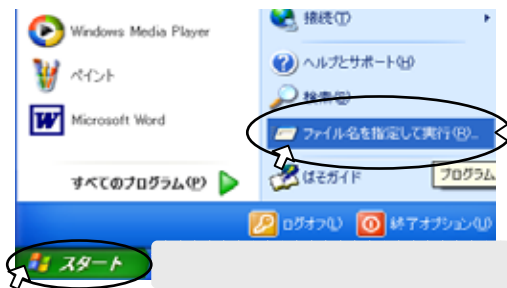 Windows Media Player
ペイント
Microsoft Word
すべてのプログラム(P)
接続(T)
ヘルプとサポート(H)
検索(S)
ファイル名を指定して実行(R)...
ぱそガイド
プログラム
ログオフ(L)
終了オプション(U)
スタート